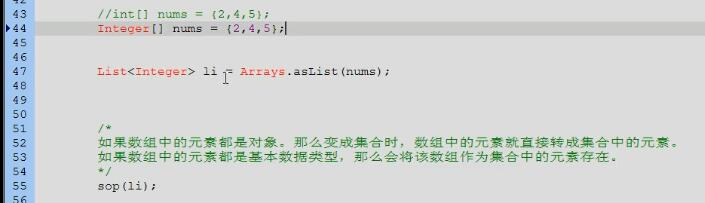 43 //int[] nums = {2,4,5};
44 Integer[] nums = {2,4,5};
45
46
47 List<Integer> li = Arrays.asList(nums);
48
49
50
51 /*
52 如果数组中的元素都是对象。那么变成集合时，数组中的元素就直接转成集合中的元素。
53 如果数组中的元素都是基本数据类型，那么会将该数组作为集合中的元素存在。
54 */
55 sop(li);
56